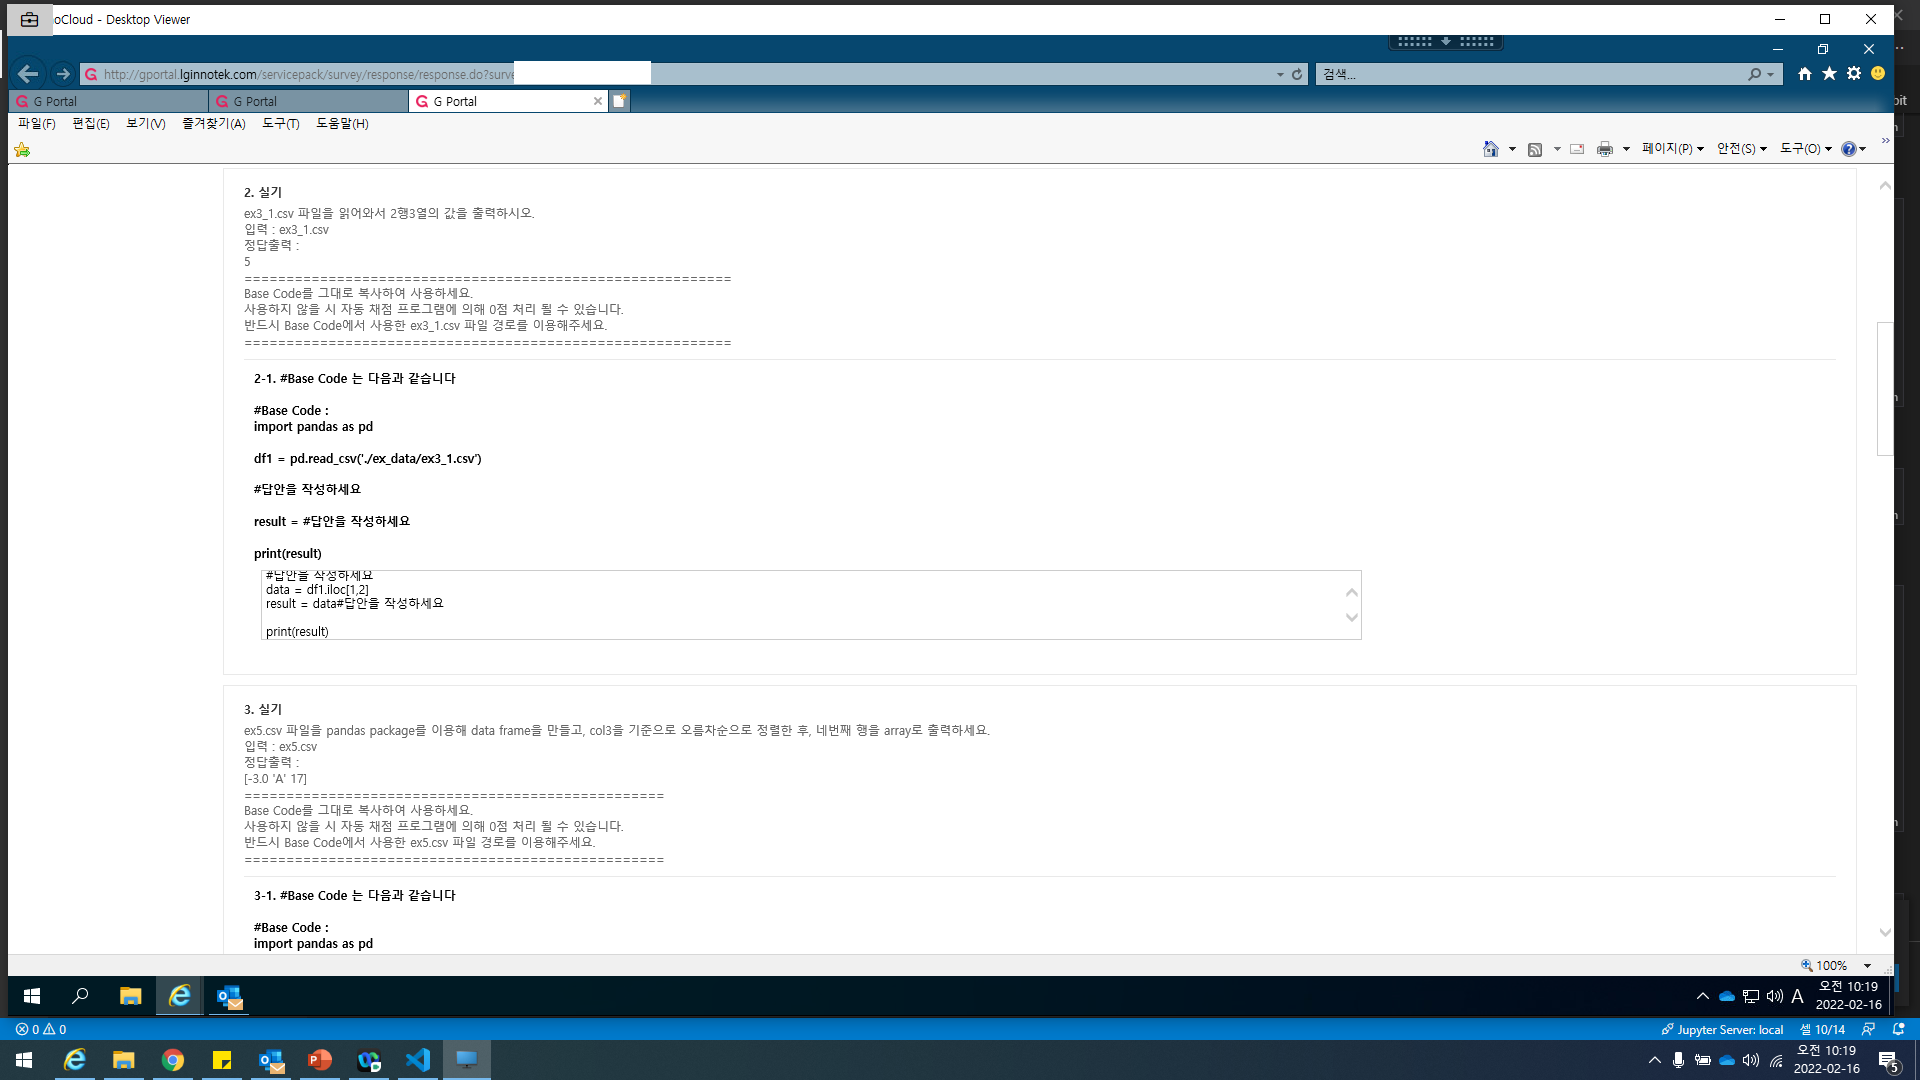 oCloud - Desktop Viewer
http://gportal.lginnotek.com/servicepack/survey/response/response.do?surve
검색...
G Portal
G Portal
G Portal
파일(F) 편집(E) 보기(V) 즐겨찾기(A) 도구(T) 도움말(H)
페이지(P) 안전(S) 도구(O)
2. 실기
ex3_1.csv 파일을 읽어와서 2행3열의 값을 출력하시오.
입력 : ex3_1.csv
정답출력 :
5
==========================================================
Base Code를 그대로 복사하여 사용하세요.
사용하지 않을 시 자동 채점 프로그램에 의해 0점 처리 될 수 있습니다.
반드시 Base Code에서 사용한 ex3_1.csv 파일 경로를 이용해주세요.
==========================================================
2-1. #Base Code 는 다음과 같습니다
#Base Code :
import pandas as pd
df1 = pd.read_csv('./ex_data/ex3_1.csv')
#답안을 작성하세요
result = #답안을 작성하세요
print(result)
#답안을 작성하세요
data = df1.iloc[1,2]
result = data#답안을 작성하세요
print(result)
3. 실기
ex5.csv 파일을 pandas package를 이용해 data frame을 만들고, col3을 기준으로 오름차순으로 정렬한 후, 네번째 행을 array로 출력하세요.
입력 : ex5.csv
정답출력 :
[-3.0 'A' 17]
==================================================
Base Code를 그대로 복사하여 사용하세요.
사용하지 않을 시 자동 채점 프로그램에 의해 0점 처리 될 수 있습니다.
반드시 Base Code에서 사용한 ex5.csv 파일 경로를 이용해주세요.
==================================================
3-1. #Base Code 는 다음과 같습니다
#Base Code :
import pandas as pd
100%
A
오전 10:19
2022-02-16
0 0
Jupyter Server: local 셀 10/14
오전 10:19
2022-02-16
5